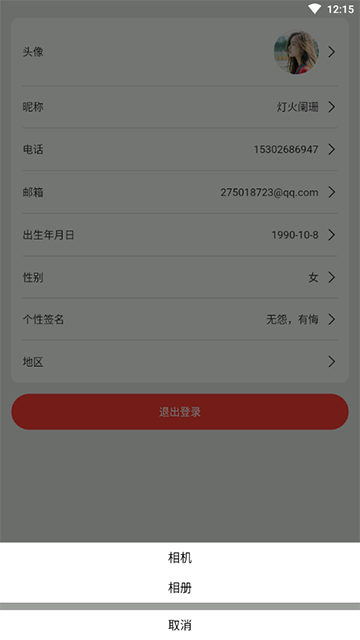 12:15
头像
昵称 灯火阑珊
电话 15302686947
邮箱 275018723@qq.com
出生年月日 1990-10-8
性别 女
个性签名 无怨，有悔
地区
退出登录
相机
相册
取消